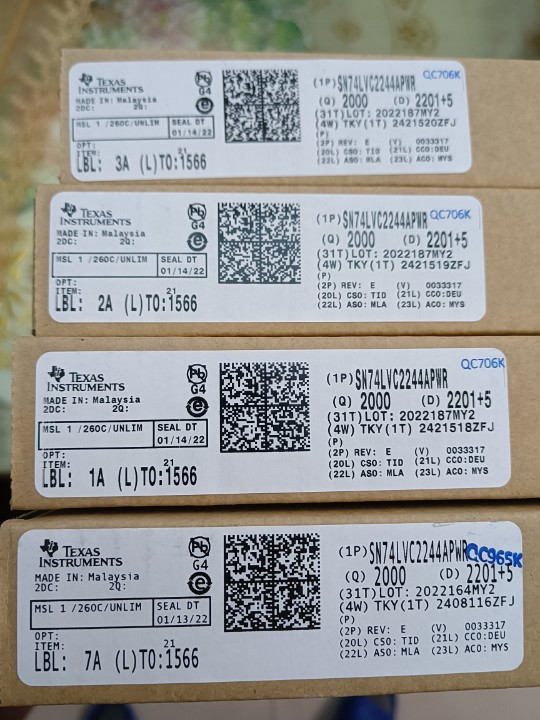 TEXAS
INSTRUMENTS
MADE IN: Malaysia
2DC: 2Q:
MSL 1 /260C/UNLIM SEAL DT
01/14/22
OPT:
ITEM: 21
LBL: 3A (L)TO:1566
Pb
G4
e
QC706K
(1P)SN74LVC2244APWR
(Q) 2000 (D) 2201+5
(31T)LOT: 2022187MY2
(4W) TKY(1T) 2421520ZFJ
(P)
(2P) REV: E (V) 0033317
(20L) CSO: TID (21L) CCO:DEU
(22L) ASO: MLA (23L) ACO: MYS
TEXAS
INSTRUMENTS
MADE IN: Malaysia
2DC: 2Q:
MSL 1 /260C/UNLIM SEAL DT
01/14/22
OPT:
ITEM: 21
LBL: 2A (L)TO:1566
Pb
G4
e
QC706K
(1P)SN74LVC2244APWR
(Q) 2000 (D) 2201+5
(31T)LOT: 2022187MY2
(4W) TKY(1T) 2421519ZFJ
(P)
(2P) REV: E (V) 0033317
(20L) CSO: TID (21L) CCO:DEU
(22L) ASO: MLA (23L) ACO: MYS
TEXAS
INSTRUMENTS
MADE IN: Malaysia
2DC: 2Q:
MSL 1 /260C/UNLIM SEAL DT
01/14/22
OPT:
ITEM: 21
LBL: 1A (L)TO:1566
Pb
G4
e
QC706K
(1P)SN74LVC2244APWR
(Q) 2000 (D) 2201+5
(31T)LOT: 2022187MY2
(4W) TKY(1T) 2421518ZFJ
(P)
(2P) REV: E (V) 0033317
(20L) CSO: TID (21L) CCO:DEU
(22L) ASO: MLA (23L) ACO: MYS
TEXAS
INSTRUMENTS
MADE IN: Malaysia
2DC: 2Q:
MSL 1 /260C/UNLIM SEAL DT
01/13/22
OPT:
ITEM: 21
LBL: 7A (L)TO:1566
Pb
G4
e
QC965K
(1P)SN74LVC2244APWR
(Q) 2000 (D) 2201+5
(31T)LOT: 2022164MY2
(4W) TKY(1T) 2408116ZFJ
(P)
(2P) REV: E (V) 0033317
(20L) CSO: TID (21L) CCO:DEU
(22L) ASO: MLA (23L) ACO: MYS